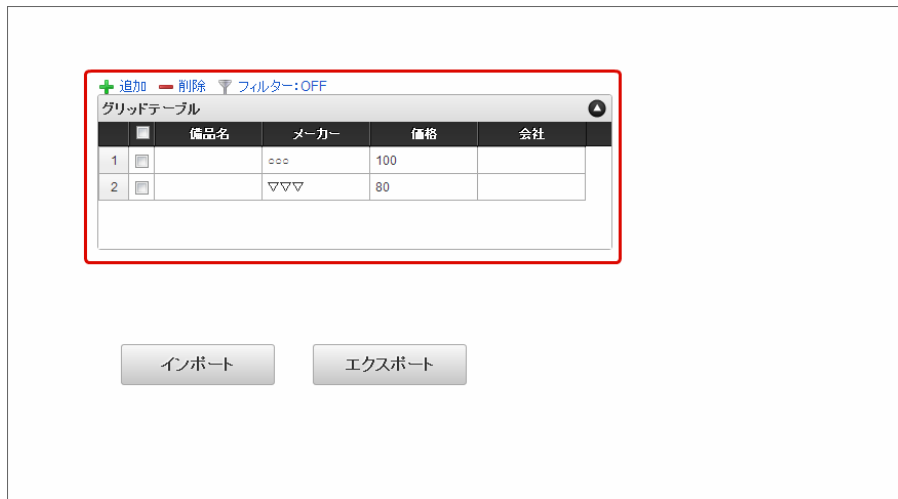 追加 削除 フィルター:OFF
グリッドテーブル
備品名 メーカー 価格 会社
1 ○○○ 100
2 ▽▽▽ 80
インポート エクスポート